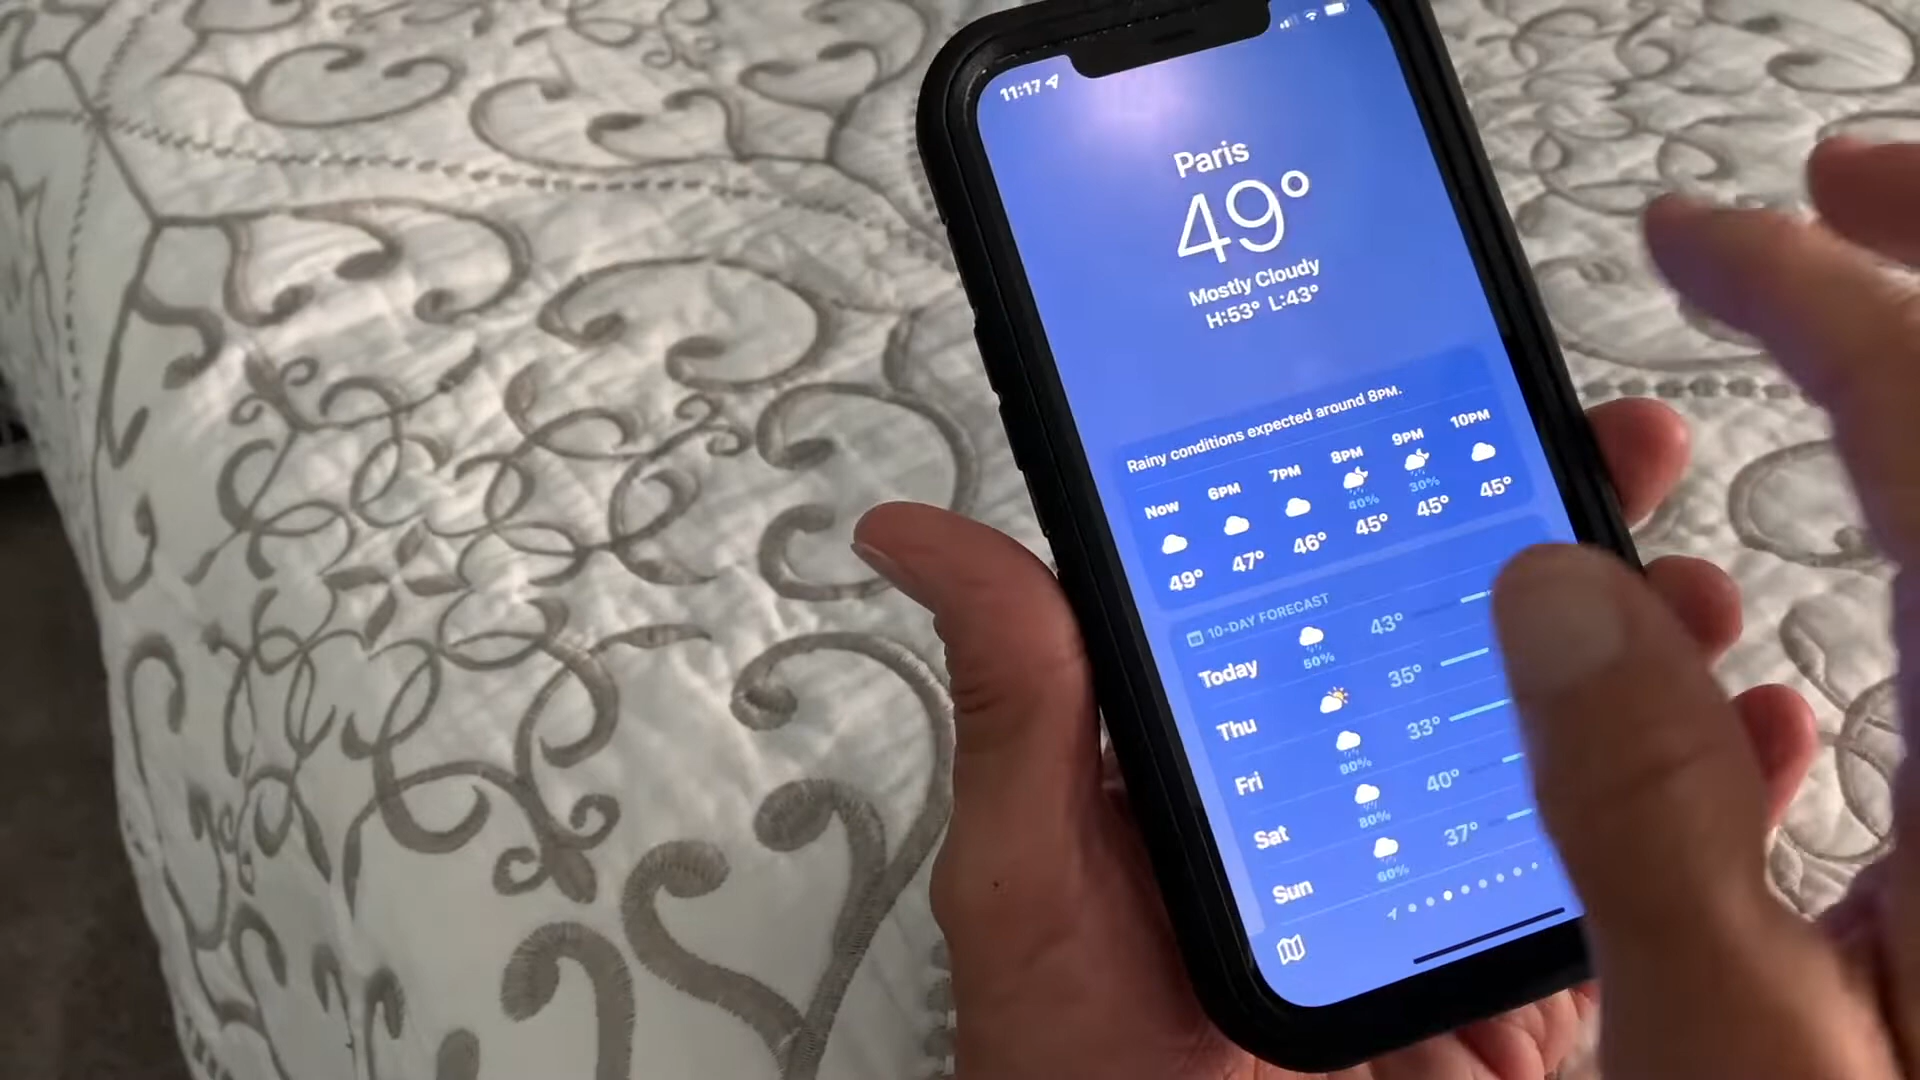 11:17
Paris
49°
Mostly Cloudy
H:53° L:43°
Rainy conditions expected around 8PM.
Now 6PM 7PM 8PM 9PM 10PM
40% 30%
49° 47° 46° 45° 45° 45°
10-DAY FORECAST
Today 50% 43°
Thu 35°
Fri 90% 33°
Sat 80% 40°
Sun 60% 37°